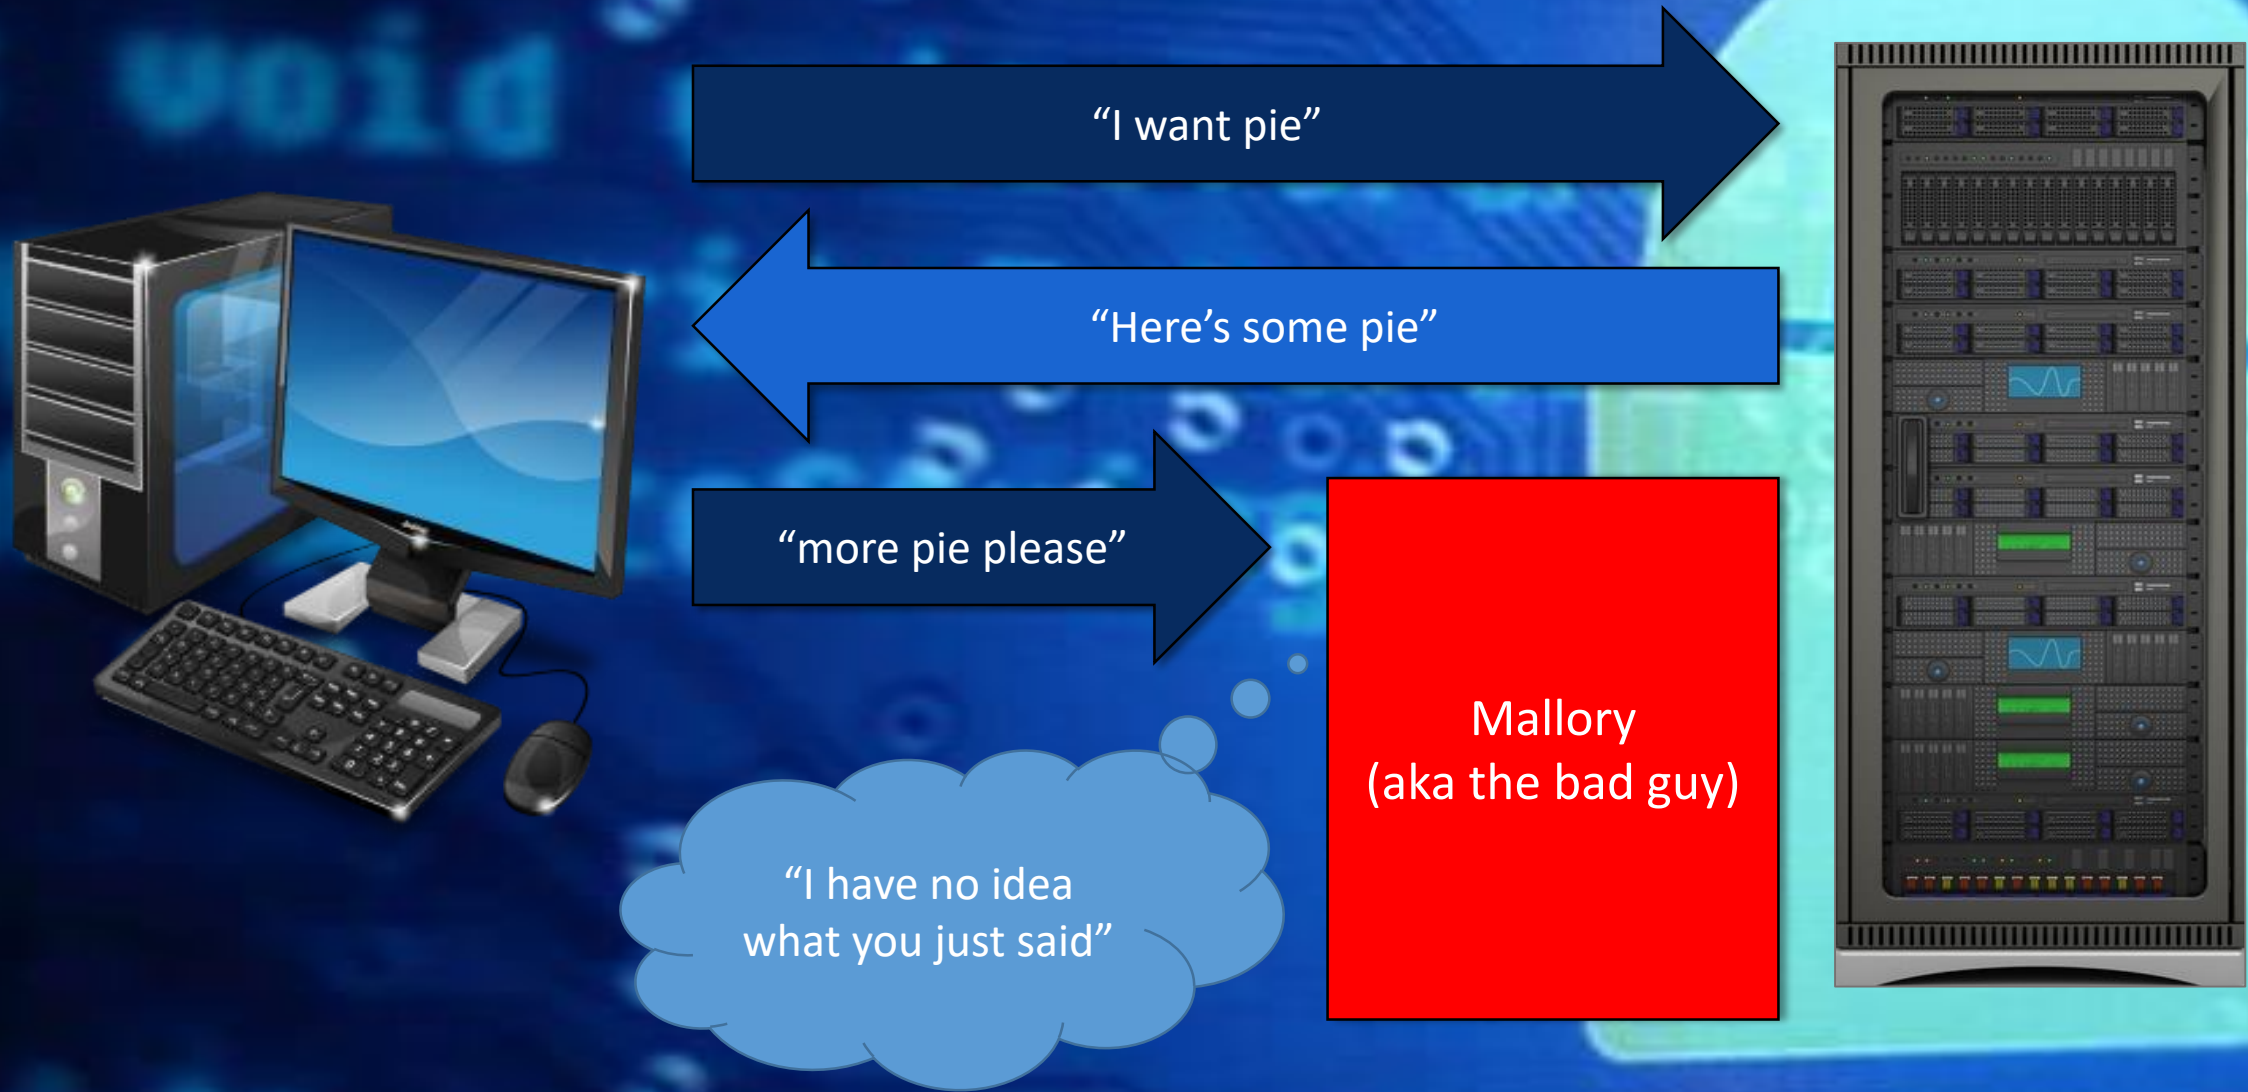 void
“I want pie”
“Here’s some pie”
“more pie please”
Mallory
(aka the bad guy)
“I have no idea
what you just said”